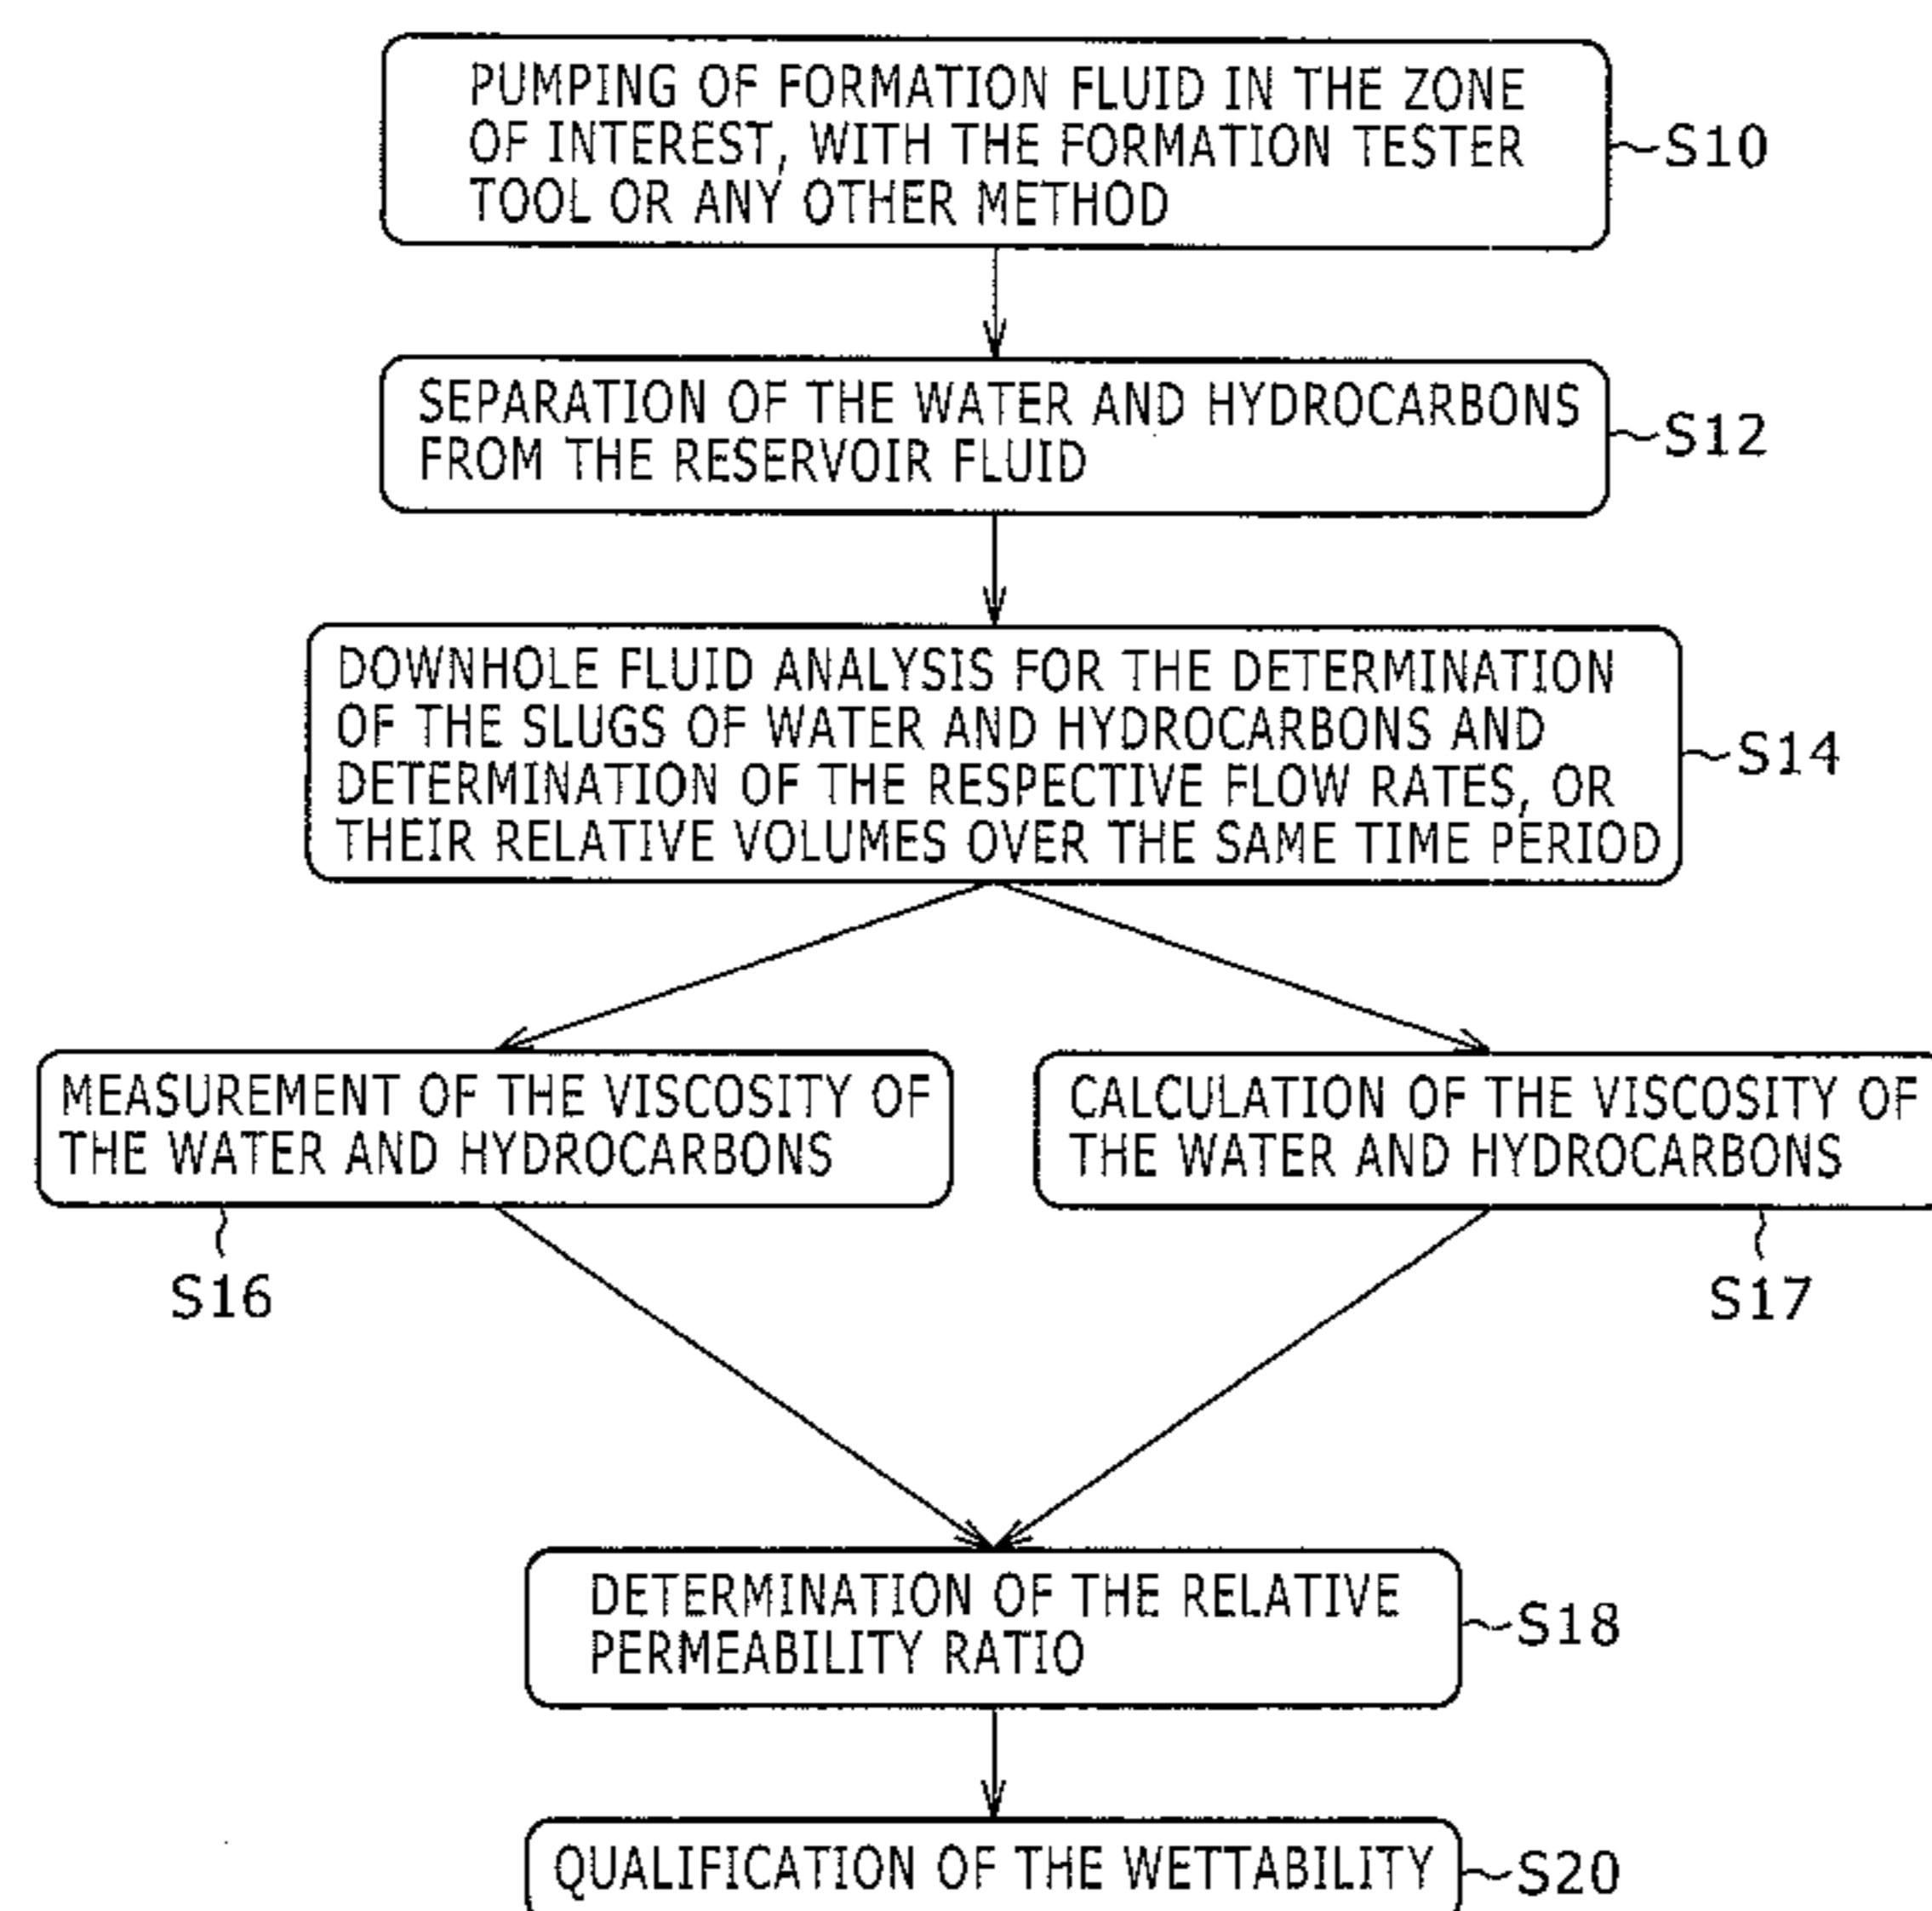 PUMPING OF FORMATION FLUID IN THE ZONE
OF INTEREST, WITH THE FORMATION TESTER
TOOL OR ANY OTHER METHOD
S10
SEPARATION OF THE WATER AND HYDROCARBONS
FROM THE RESERVOIR FLUID
S12
DOWNHOLE FLUID ANALYSIS FOR THE DETERMINATION
OF THE SLUGS OF WATER AND HYDROCARBONS AND
DETERMINATION OF THE RESPECTIVE FLOW RATES, OR
THEIR RELATIVE VOLUMES OVER THE SAME TIME PERIOD
S14
MEASUREMENT OF THE VISCOSITY OF
THE WATER AND HYDROCARBONS
S16
CALCULATION OF THE VISCOSITY OF
THE WATER AND HYDROCARBONS
S17
DETERMINATION OF THE RELATIVE
PERMEABILITY RATIO
S18
QUALIFICATION OF THE WETTABILITY
S20